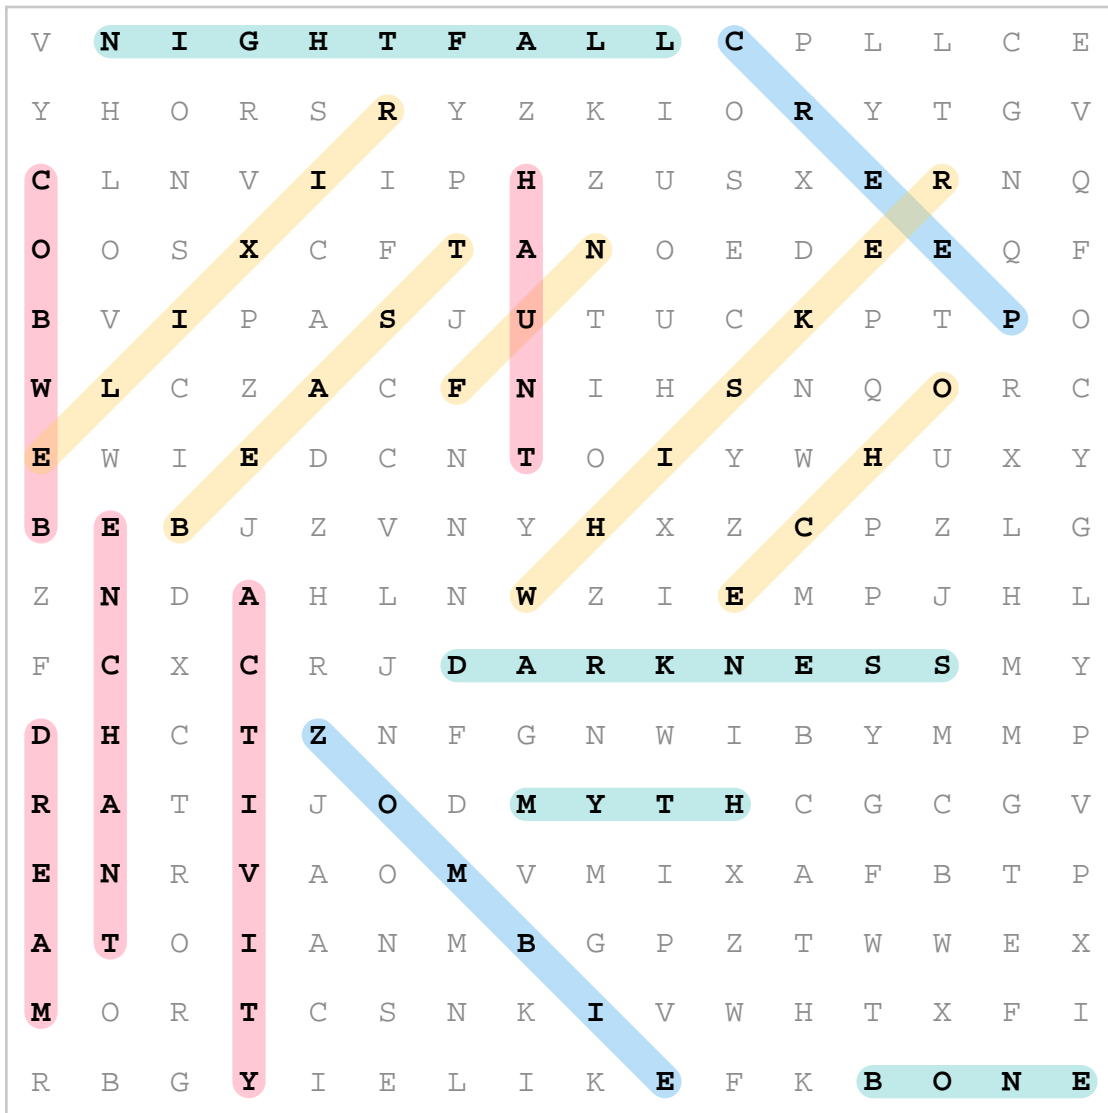 V N I G H T F A L L C P L L C E
Y H O R S R Y Z K I O R Y T G V
C L N V I I P H Z U S X E R N Q
O O S X C F T A N O E D E E Q F
B V I P A S J U T U C K P T P O
W L C Z A C F N I H S N Q O R C
E W I E D C N T O I Y W H U X Y
B E B J Z V N Y H X Z C P Z L G
Z N D A H L N W Z I E M P J H L
F C X C R J D A R K N E S S M Y
D H C T Z N F G N W I B Y M M P
R A T I J O D M Y T H C G C G V
E N R V A O M V M I X A F B T P
A T O I A N M B G P Z T W W E X
M O R T C S N K I V W H T X F I
R B G Y I E L I K E F K B O N E